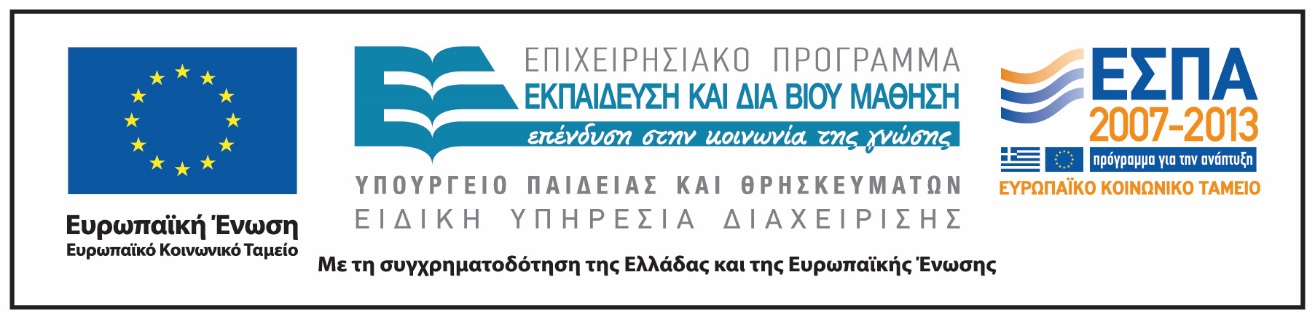 Ευρωπαϊκή Ένωση
Ευρωπαϊκό Κοινωνικό Ταμείο
ΕΠΙΧΕΙΡΗΣΙΑΚΟ ΠΡΟΓΡΑΜΜΑ
ΕΚΠΑΙΔΕΥΣΗ ΚΑΙ ΔΙΑ ΒΙΟΥ ΜΑΘΗΣΗ
επένδυση στην κοινωνία της γνώσης
ΥΠΟΥΡΓΕΙΟ ΠΑΙΔΕΙΑΣ ΚΑΙ ΘΡΗΣΚΕΥΜΑΤΩΝ
ΕΙΔΙΚΗ ΥΠΗΡΕΣΙΑ ΔΙΑΧΕΙΡΙΣΗΣ
ΕΣΠΑ
2007-2013
πρόγραμμα για την ανάπτυξη
ΕΥΡΩΠΑΪΚΟ ΚΟΙΝΩΝΙΚΟ ΤΑΜΕΙΟ
Με τη συγχρηματοδότηση της Ελλάδας και της Ευρωπαϊκής Ένωσης